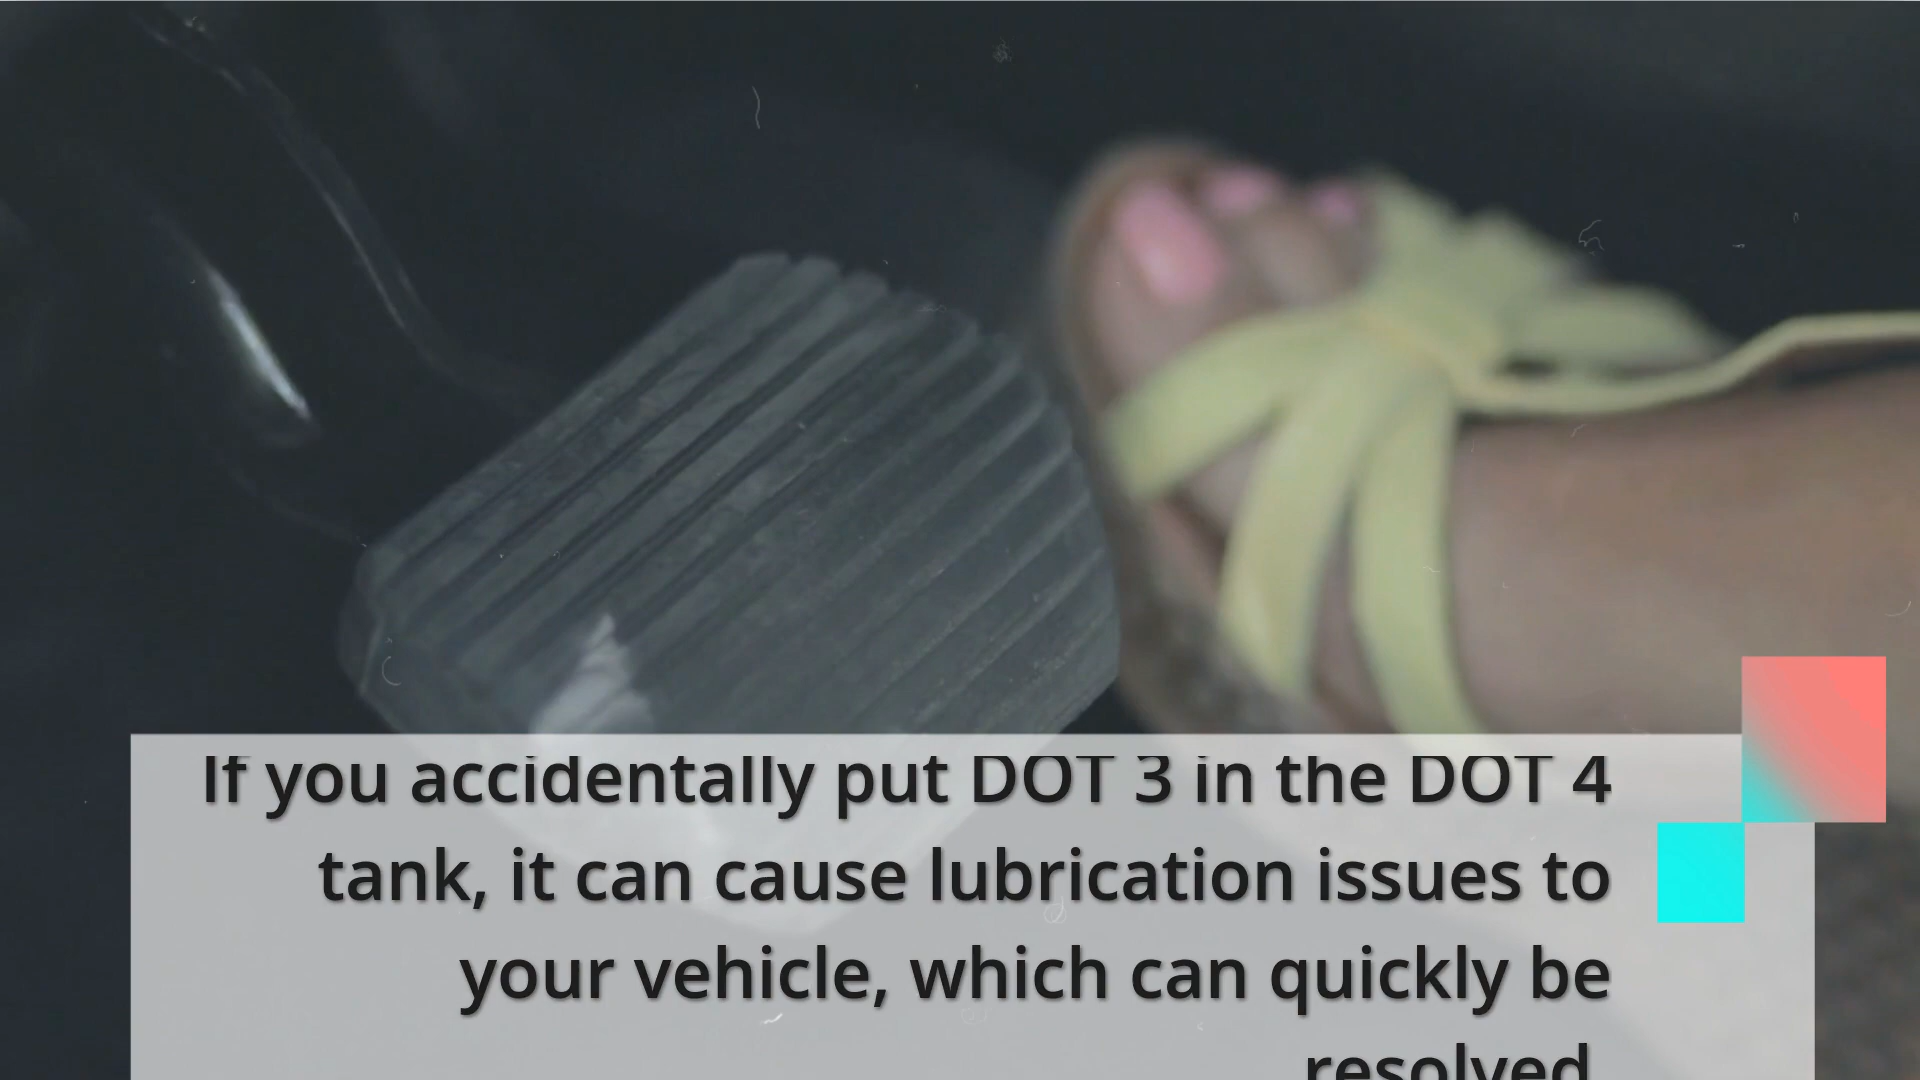 If you accidentally put DOT 3 in the DOT 4
tank, it can cause lubrication issues to
your vehicle, which can quickly be
resolved.